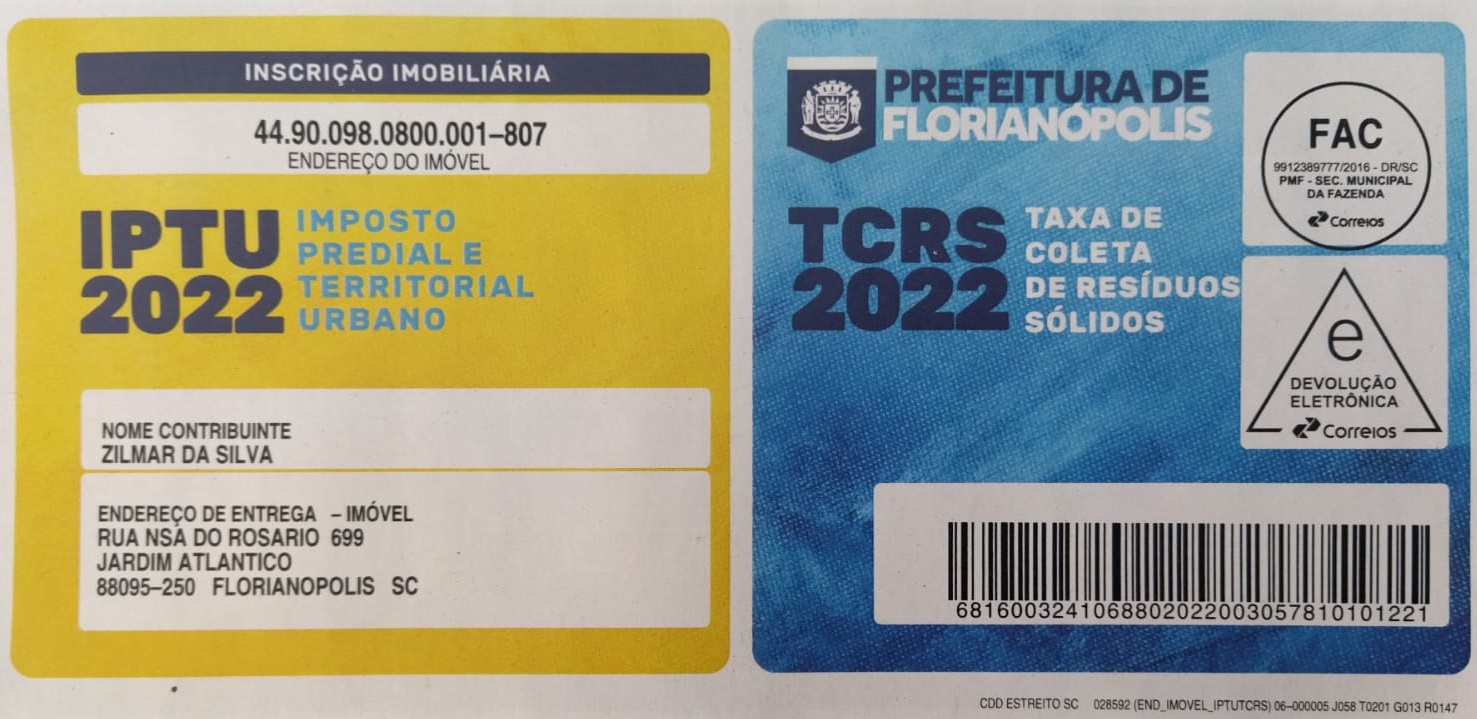 INSCRIÇÃO IMOBILIÁRIA
44.90.098.0800.001–807
ENDEREÇO DO IMÓVEL
IPTU
2022
IMPOSTO
PREDIAL E
TERRITORIAL
URBANO
NOME CONTRIBUINTE
ZILMAR DA SILVA
ENDEREÇO DE ENTREGA – IMÓVEL
RUA NSA DO ROSARIO 699
JARDIM ATLANTICO
88095–250 FLORIANOPOLIS SC
PREFEITURA DE
FLORIANÓPOLIS
TCRS
2022
TAXA DE
COLETA
DE RESÍDUOS
SÓLIDOS
FAC
9912389777/2016 - DR/SC
PMF - SEC. MUNICIPAL
DA FAZENDA
Correios
e
DEVOLUÇÃO
ELETRÔNICA
Correios
6816003241068802022003057810101221
CDD ESTREITO SC 028592 (END_IMOVEL_IPTUTCRS) 06–000005 J058 T0201 G013 R0147